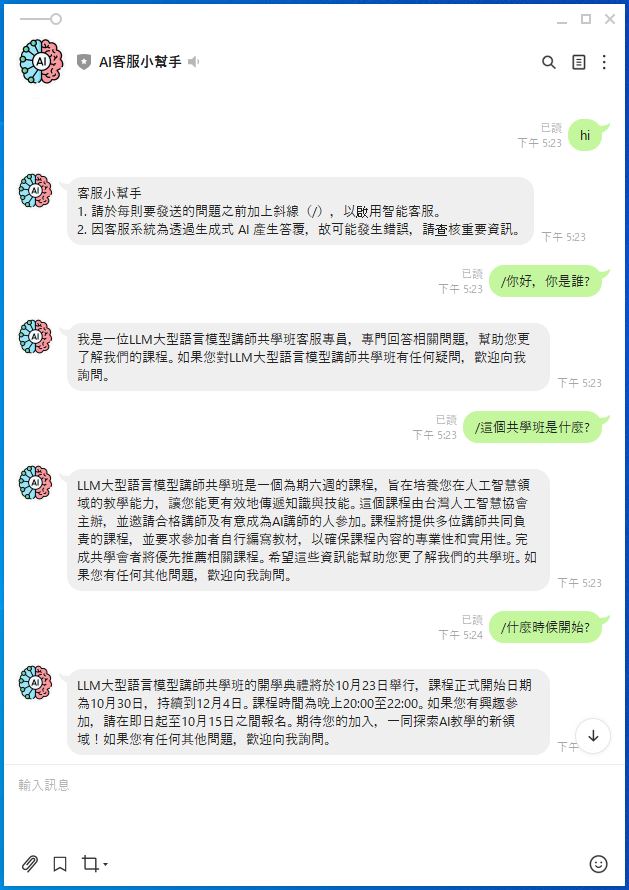 AI
AI客服小幫手
已讀
下午 5:23
hi
AI
客服小幫手
1. 請於每則要發送的問題之前加上斜線（/），以啟用智能客服。
2. 因客服系統為透過生成式 AI 產生答覆，故可能發生錯誤，請查核重要資訊。
下午 5:23
已讀
下午 5:23
/你好，你是誰?
AI
我是一位LLM大型語言模型講師共學班客服專員，專門回答相關問題，幫助您更
了解我們的課程。如果您對LLM大型語言模型講師共學班有任何疑問，歡迎向我
詢問。
下午 5:23
已讀
下午 5:23
/這個共學班是什麼?
AI
LLM大型語言模型講師共學班是一個為期六週的課程，旨在培養您在人工智慧領
域的教學能力，讓您能更有效地傳遞知識與技能。這個課程由台灣人工智慧協會
主辦，並邀請合格講師及有意成為AI講師的人參加。課程將提供多位講師共同負
責的課程，並要求參加者自行編寫教材，以確保課程內容的專業性和實用性。完
成共學會者將優先推薦相關課程。希望這些資訊能幫助您更了解我們的共學班。如
果您有任何其他問題，歡迎向我詢問。
下午 5:23
已讀
下午 5:24
/什麼時候開始?
AI
LLM大型語言模型講師共學班的開學典禮將於10月23日舉行，課程正式開始日期
為10月30日，持續到12月4日。課程時間為晚上20:00至22:00。如果您有興趣參
加，請在即日起至10月15日之間報名。期待您的加入，一同探索AI教學的新領
域！如果您有任何其他問題，歡迎向我詢問。
下午
輸入訊息